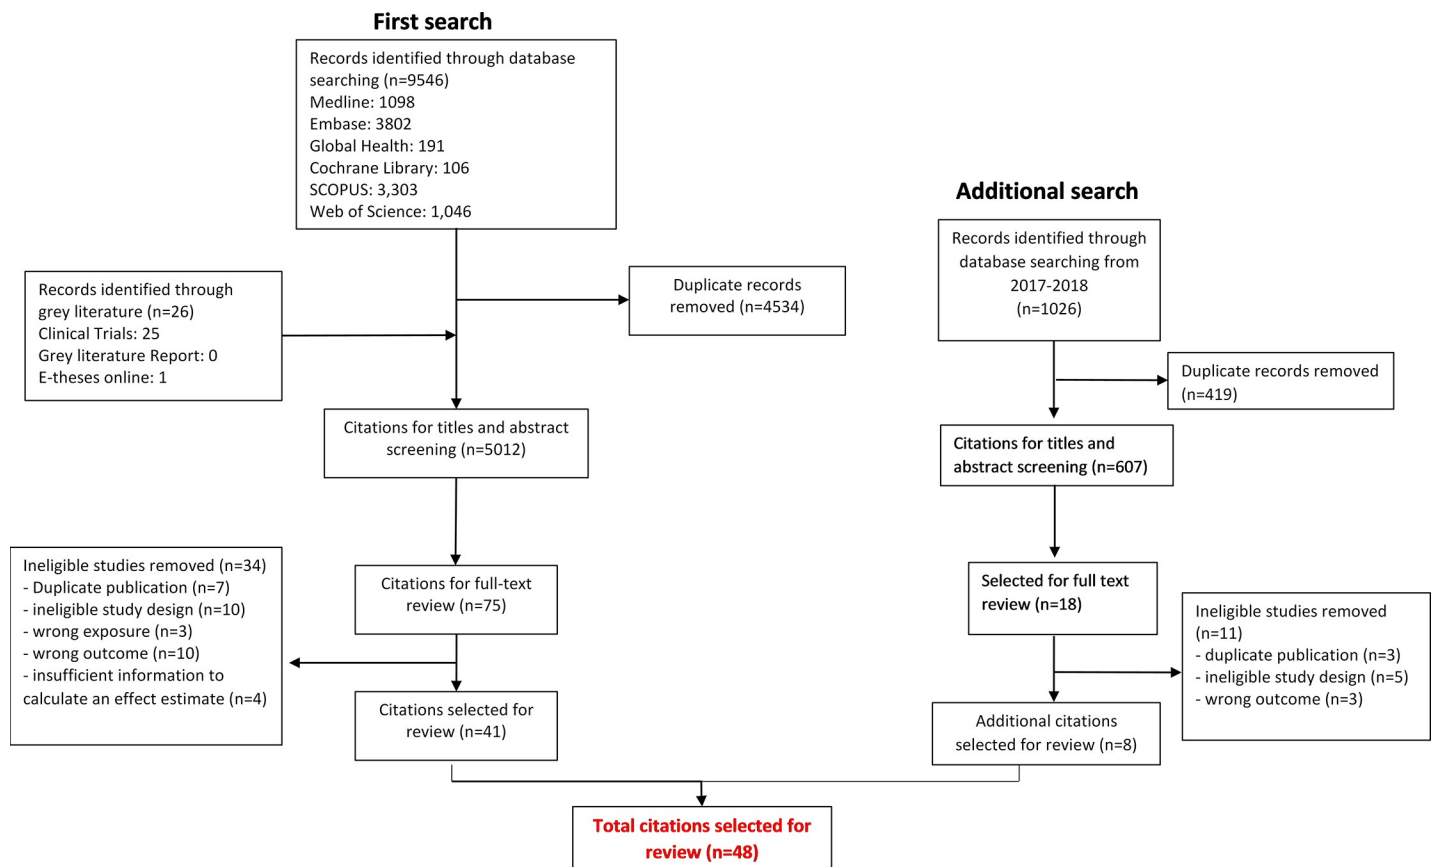 First search
Records identified through database
searching (n=9546)
Medline: 1098
Embase: 3802
Global Health: 191
Cochrane Library: 106
SCOPUS: 3,303
Web of Science: 1,046
Records identified through
grey literature (n=26)
Clinical Trials: 25
Grey literature Report: 0
E-theses online: 1
Duplicate records
removed (n=4534)
Citations for titles and abstract
screening (n=5012)
Citations for full-text
review (n=75)
Ineligible studies removed (n=34)
- Duplicate publication (n=7)
- ineligible study design (n=10)
- wrong exposure (n=3)
- wrong outcome (n=10)
- insufficient information to
calculate an effect estimate (n=4)
Citations selected for
review (n=41)
Additional search
Records identified through
database searching from
2017-2018
(n=1026)
Duplicate records removed
(n=419)
Citations for titles and
abstract screening (n=607)
Selected for full text
review (n=18)
Ineligible studies removed
(n=11)
- duplicate publication (n=3)
- ineligible study design (n=5)
- wrong outcome (n=3)
Additional citations
selected for review (n=8)
Total citations selected for
review (n=48)